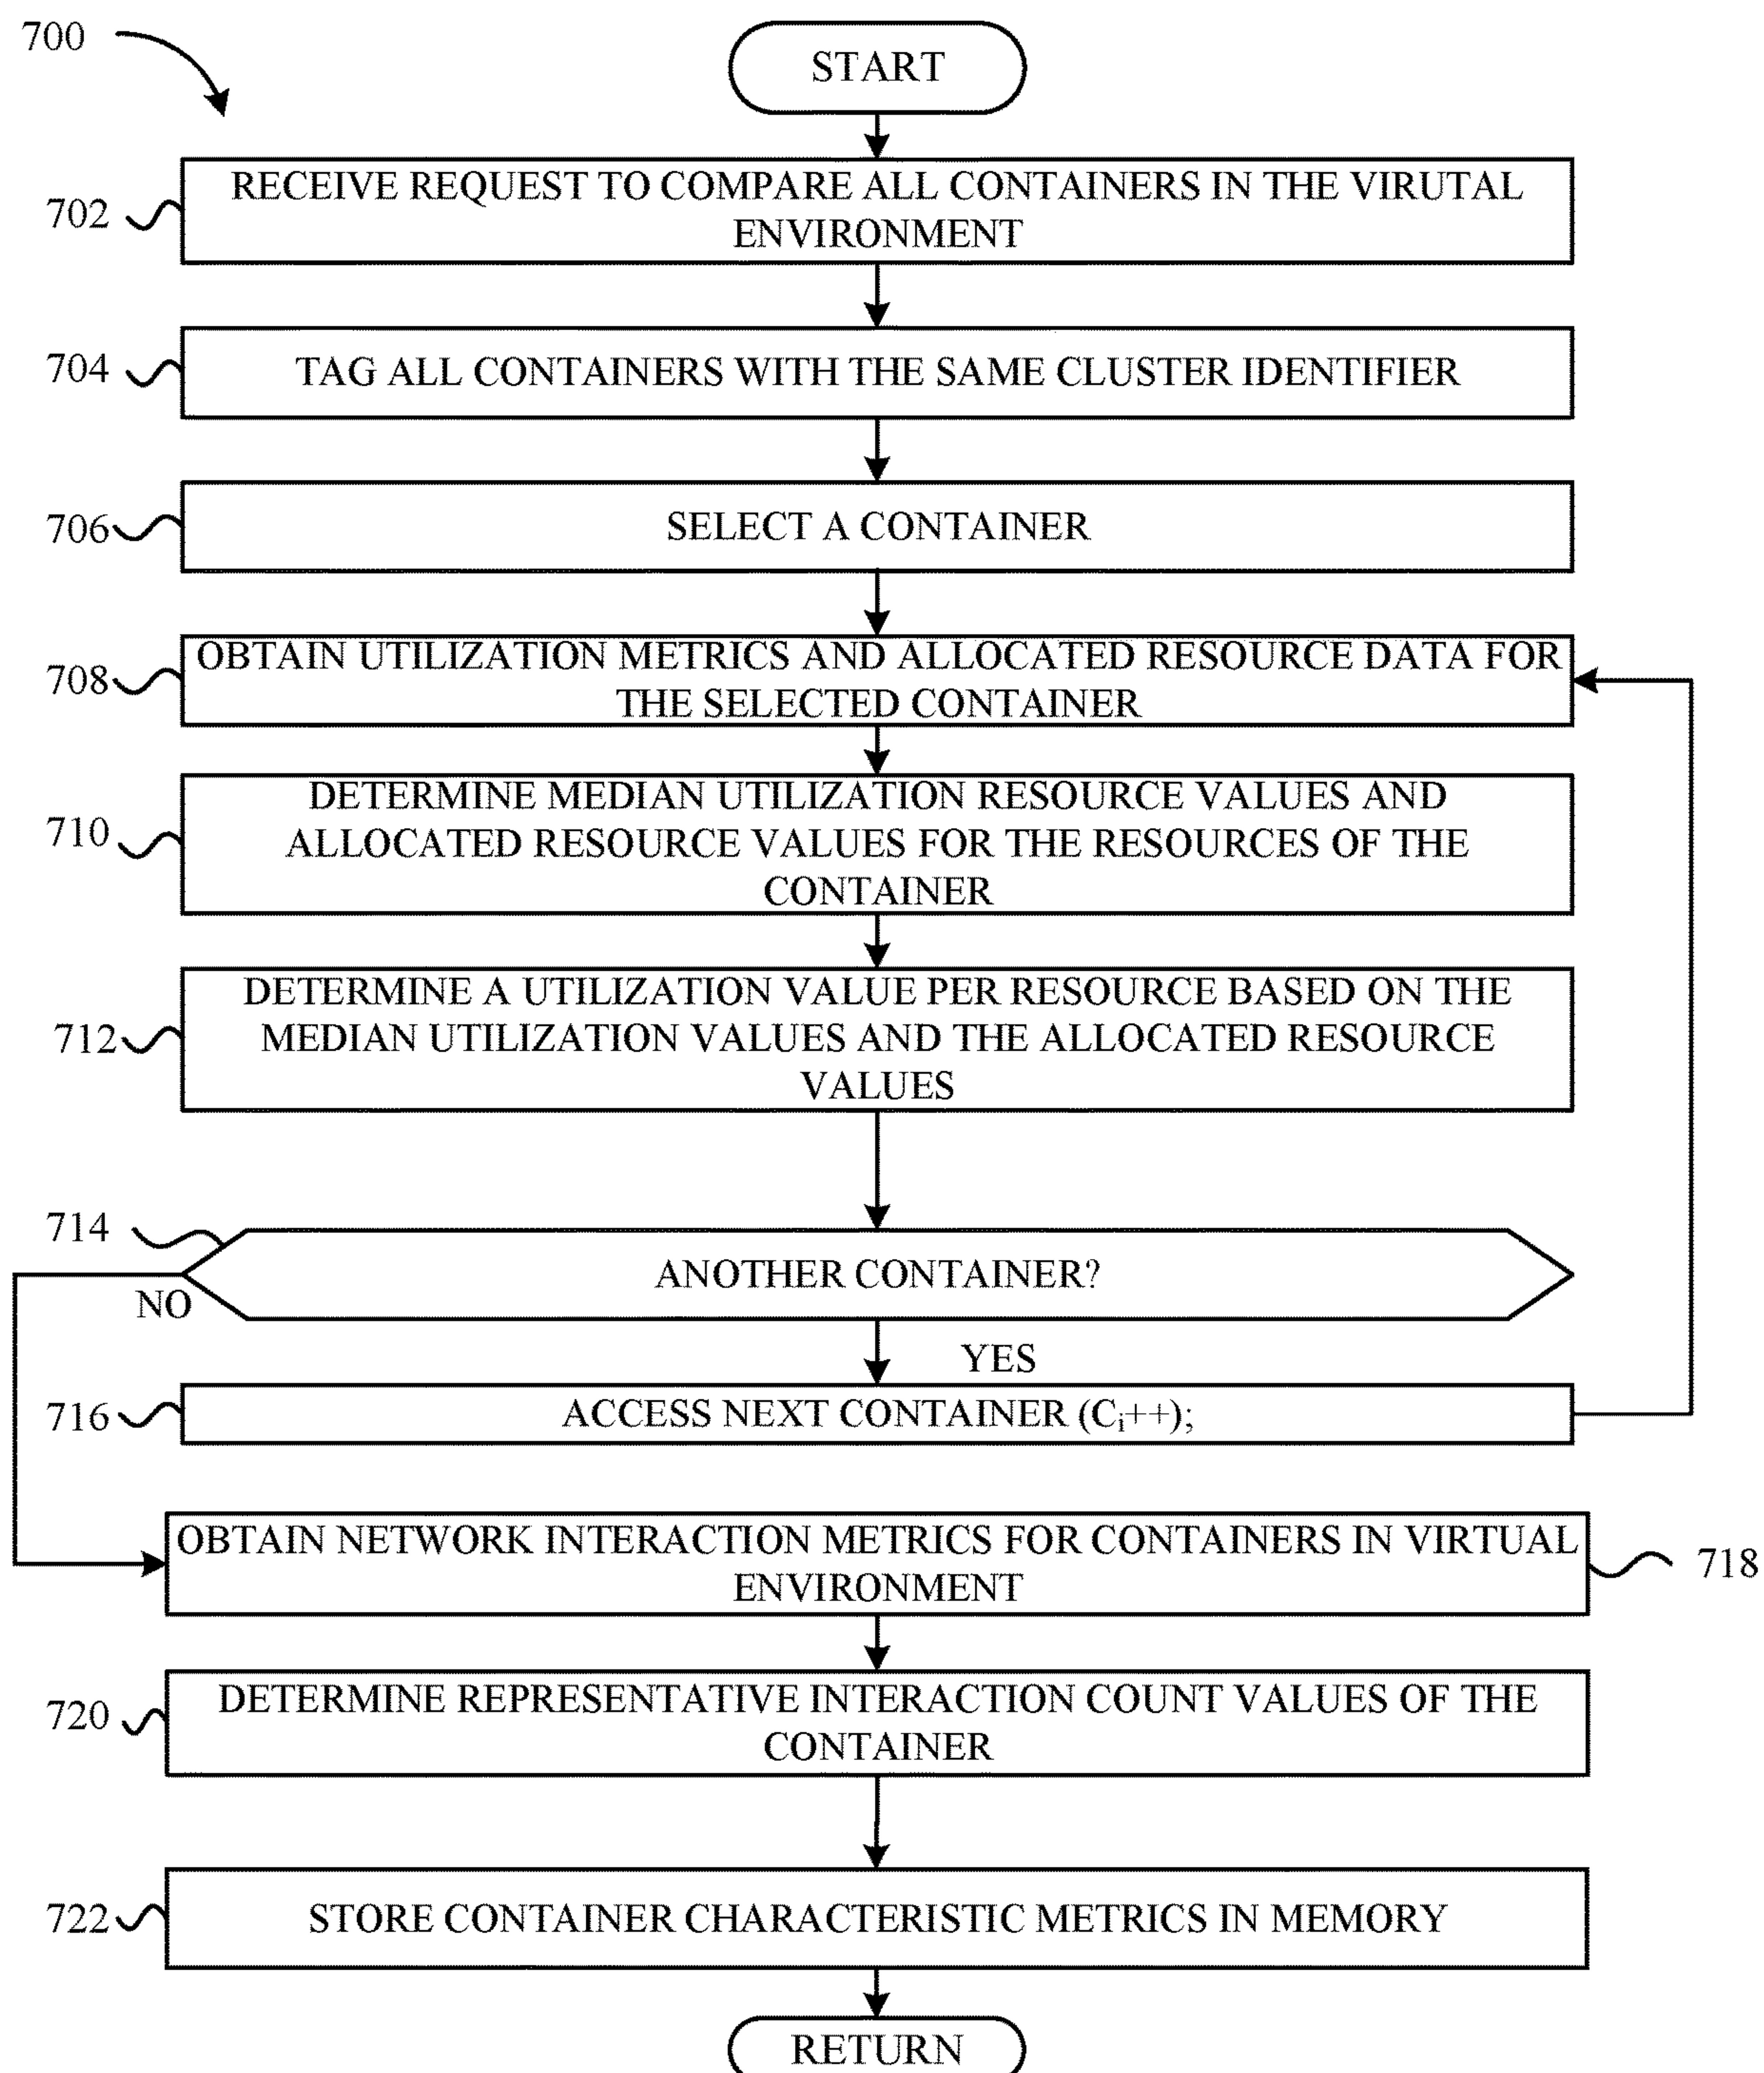 700
START
702
RECEIVE REQUEST TO COMPARE ALL CONTAINERS IN THE VIRUTAL
ENVIRONMENT
704
TAG ALL CONTAINERS WITH THE SAME CLUSTER IDENTIFIER
706
SELECT A CONTAINER
708
OBTAIN UTILIZATION METRICS AND ALLOCATED RESOURCE DATA FOR
THE SELECTED CONTAINER
710
DETERMINE MEDIAN UTILIZATION RESOURCE VALUES AND
ALLOCATED RESOURCE VALUES FOR THE RESOURCES OF THE
CONTAINER
712
DETERMINE A UTILIZATION VALUE PER RESOURCE BASED ON THE
MEDIAN UTILIZATION VALUES AND THE ALLOCATED RESOURCE
VALUES
714
ANOTHER CONTAINER?
NO
YES
716
ACCESS NEXT CONTAINER (Cᵢ++);
OBTAIN NETWORK INTERACTION METRICS FOR CONTAINERS IN VIRTUAL
ENVIRONMENT
718
720
DETERMINE REPRESENTATIVE INTERACTION COUNT VALUES OF THE
CONTAINER
722
STORE CONTAINER CHARACTERISTIC METRICS IN MEMORY
RETURN